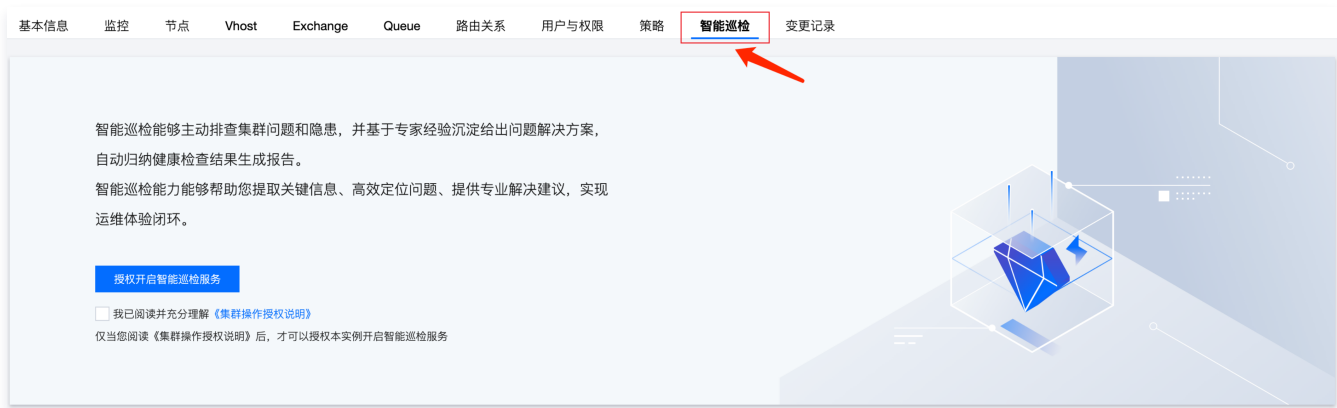 基本信息 监控 节点 Vhost Exchange Queue 路由关系 用户与权限 策略 智能巡检 变更记录
智能巡检能够主动排查集群问题和隐患，并基于专家经验沉淀给出问题解决方案，
自动归纳健康检查结果生成报告。
智能巡检能力能够帮助您提取关键信息、高效定位问题、提供专业解决建议，实现
运维体验闭环。
授权开启智能巡检服务
我已阅读并充分理解《集群操作授权说明》
仅当您阅读《集群操作授权说明》后，才可以授权本实例开启智能巡检服务